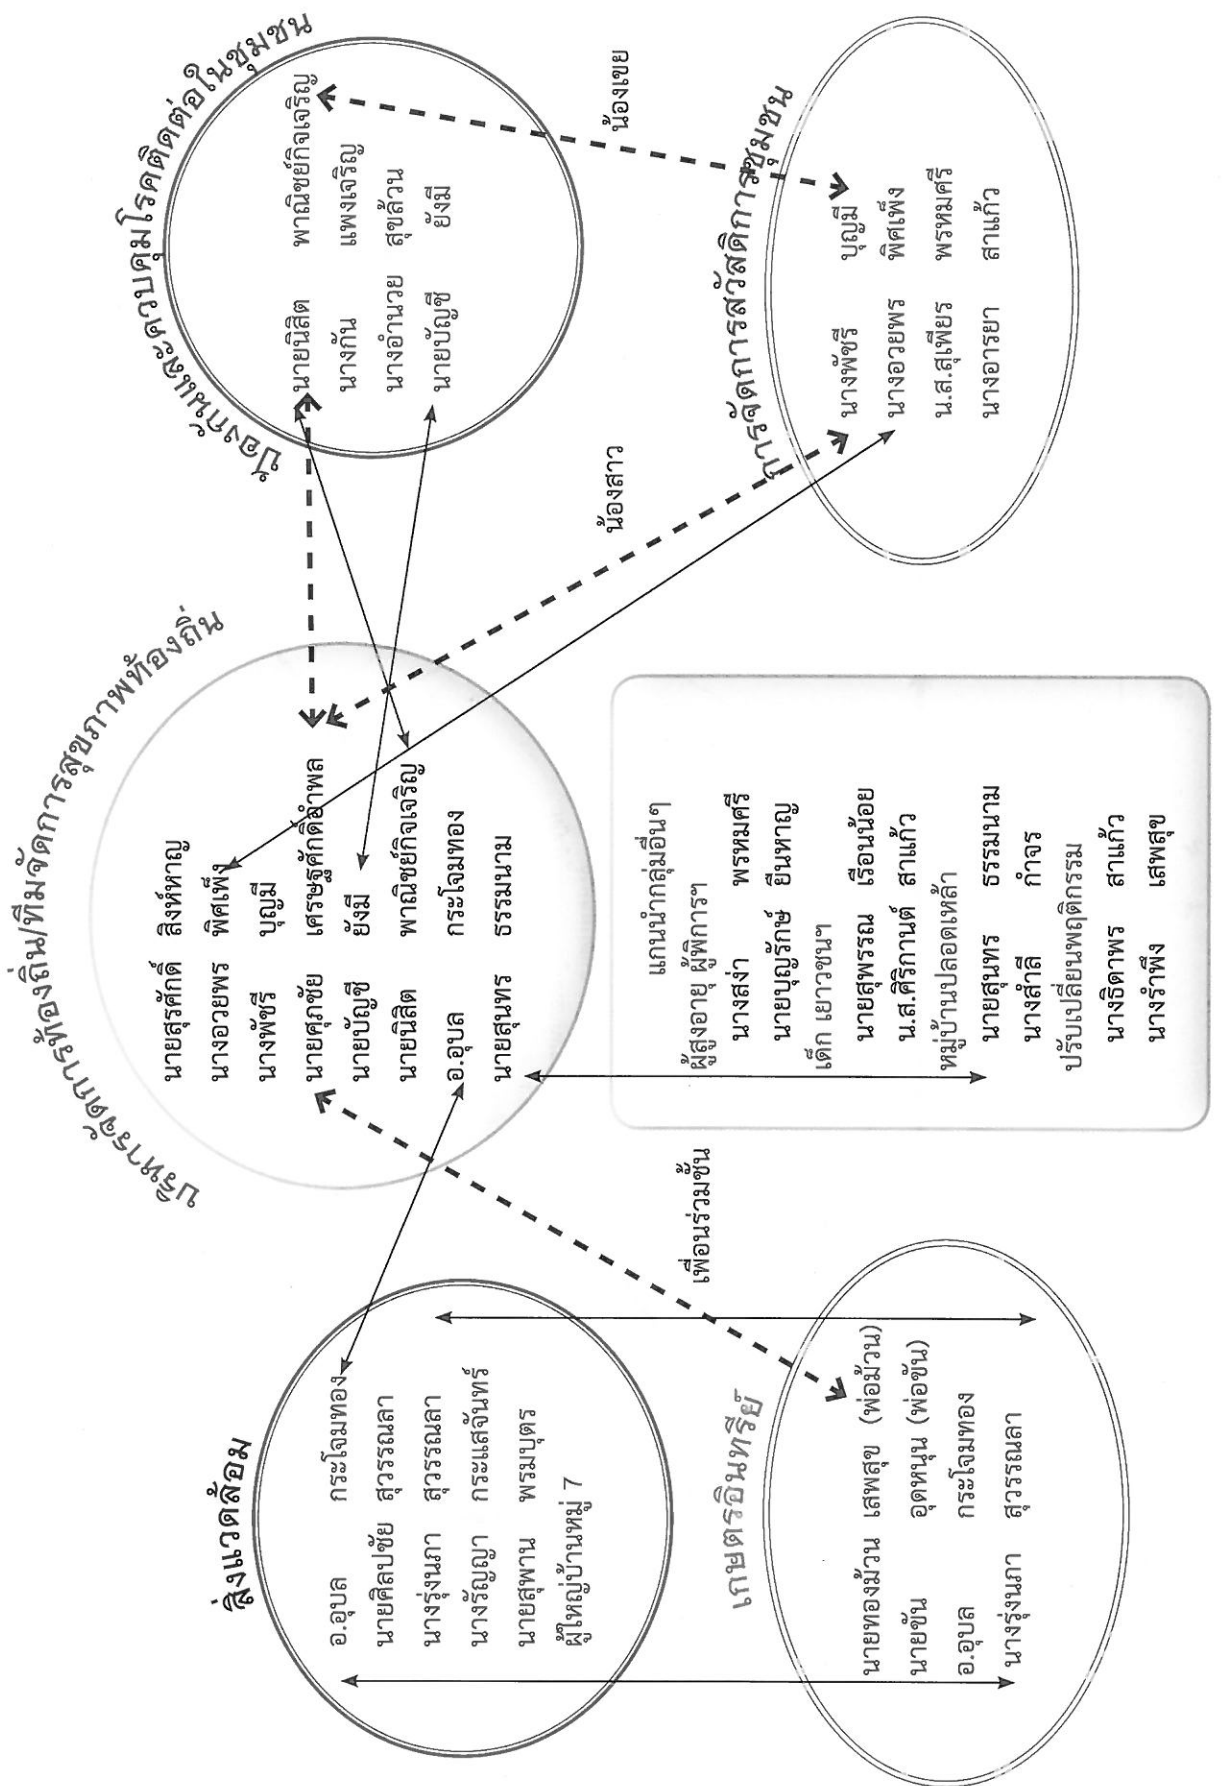 บริหารจัดการท้องถิ่น/ทีมจัดการสุขภาพท้องถิ่น
นายสุรศักดิ์ สิงห์หาญ
นางอวยพร พิศเพ็ง
นางพัชรี บุญมี
นายศุภชัย เศรษฐศักดิ์อำพล
นายบัญชี ยังมี
นายนิสิต พาณิชย์กิจเจริญ
อ.อุบล กระโจมทอง
นายสุนทร ธรรมนาม
สิ่งแวดล้อม
อ.อุบล กระโจมทอง
นายศิลปชัย สุวรรณลา
นางรุ่งนภา สุวรรณลา
นางรัญญา กระแสจันทร์
นายสุพาน พรมบุตร
ผู้ใหญ่บ้านหมู่ 7
ป้องกันและควบคุมโรคติดต่อในชุมชน
นายนิสิต พาณิชย์กิจเจริญ
นางกัน แพงเจริญ
นางอำนวย สุขล้วน
นายบัญชี ยังมี
เพื่อนร่วมชั้น
น้องสาว
น้องเขย
เกษตรอินทรีย์
นายทองม้วน เสพสุข (พ่อม้วน)
นายขัน อุดหนุน (พ่อขัน)
อ.อุบล กระโจมทอง
นางรุ่งนภา สุวรรณลา
แกนนำกลุ่มอื่นๆ
ผู้สูงอายุ ผู้พิการฯ
นางส่งา พรหมศรี
นายบุญรักษ์ ยืนหาญ
เด็ก เยาวชนฯ
นายสุพรรณ เรือนน้อย
น.ส.ศิริกานต์ สาแก้ว
หมู่บ้านปลอดเหล้า
นายสุนทร ธรรมนาม
นางสำลี กำจร
ปรับเปลี่ยนพฤติกรรม
นางธิดาพร สาแก้ว
นางรำพึง เสพสุข
การจัดการสวัสดิการชุมชน
นางพัชรี บุญมี
นางอวยพร พิศเพ็ง
น.ส.สุเพียร พรหมศรี
นางอารยา สาแก้ว